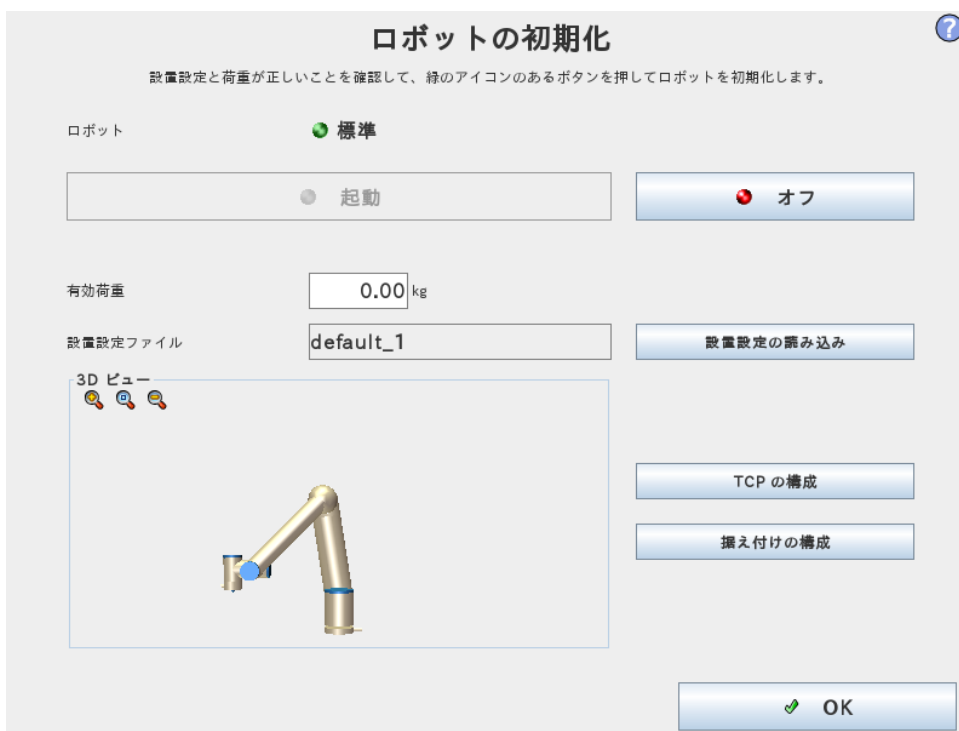 ロボットの初期化
?
設置設定と荷重が正しいことを確認して、緑のアイコンのあるボタンを押してロボットを初期化します。
ロボット 標準
起動 オフ
有効荷重 0.00 kg
設置設定ファイル default_1 設置設定の読み込み
3D ビュー
TCP の構成
据え付けの構成
OK